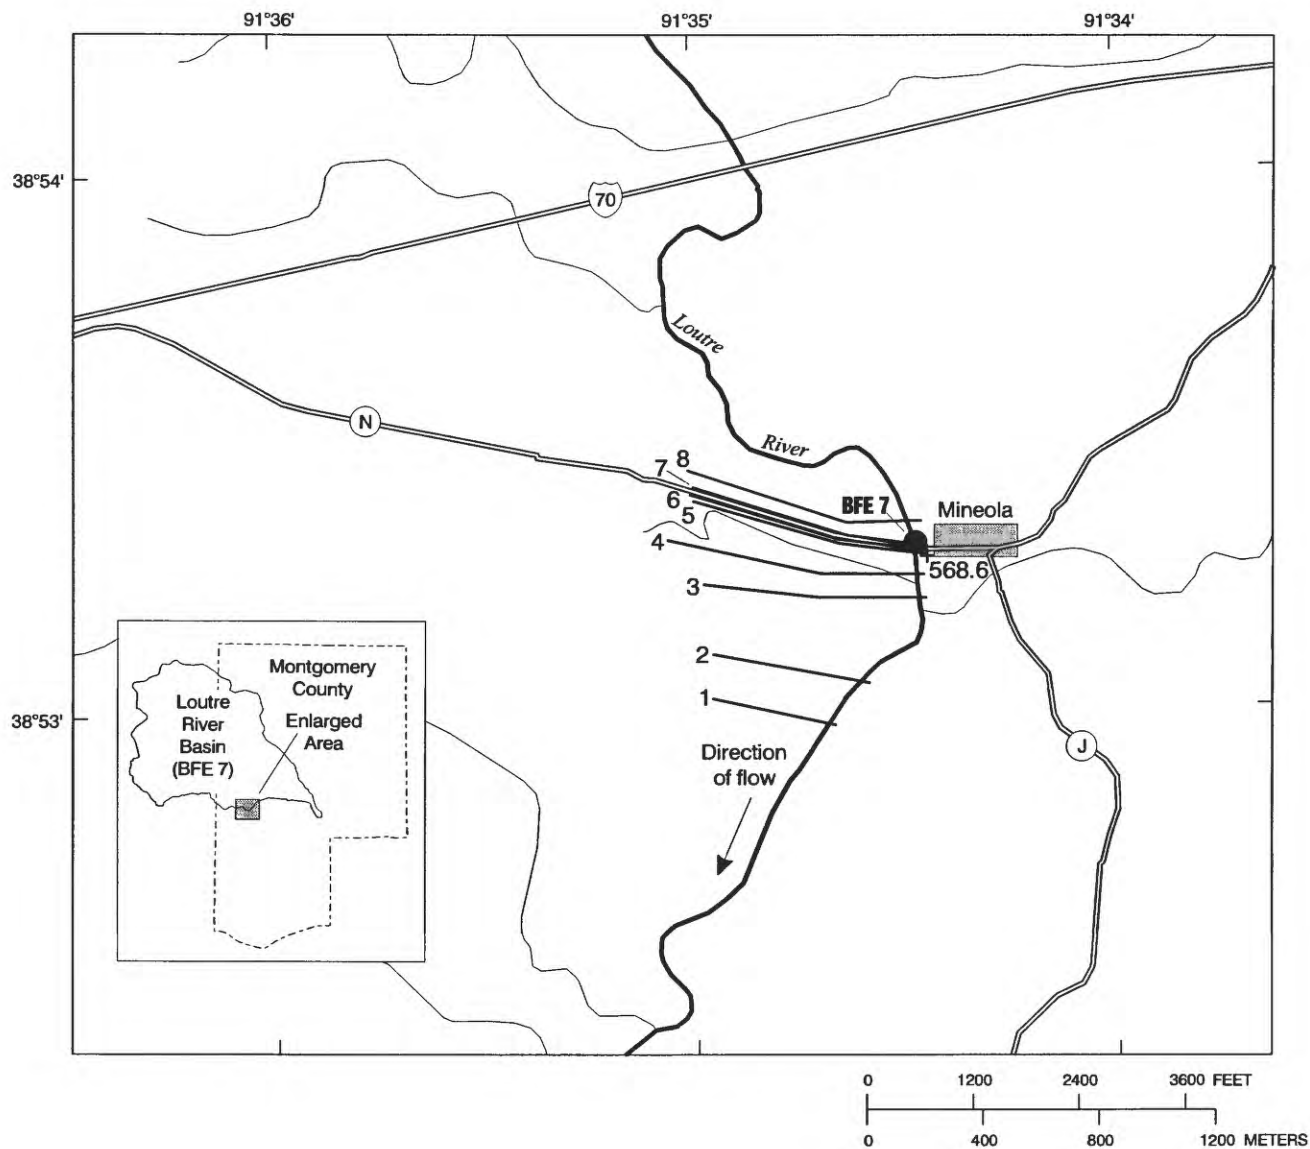 91°36' 91°35' 91°34'
38°54'
70
Loutre
N
River
8
7
6
5
BFE 7
Mineola
4
568.6
3
2
1
38°53'
Montgomery
County
Loutre
River
Basin
(BFE 7)
Enlarged
Area
Direction
of flow
J
0 1200 2400 3600 FEET
0 400 800 1200 METERS